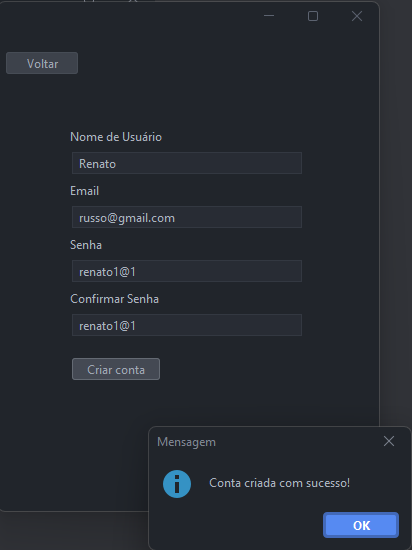 Voltar
Nome de Usuário
Renato
Email
russo@gmail.com
Senha
renato1@1
Confirmar Senha
renato1@1
Criar conta
Mensagem
Conta criada com sucesso!
OK